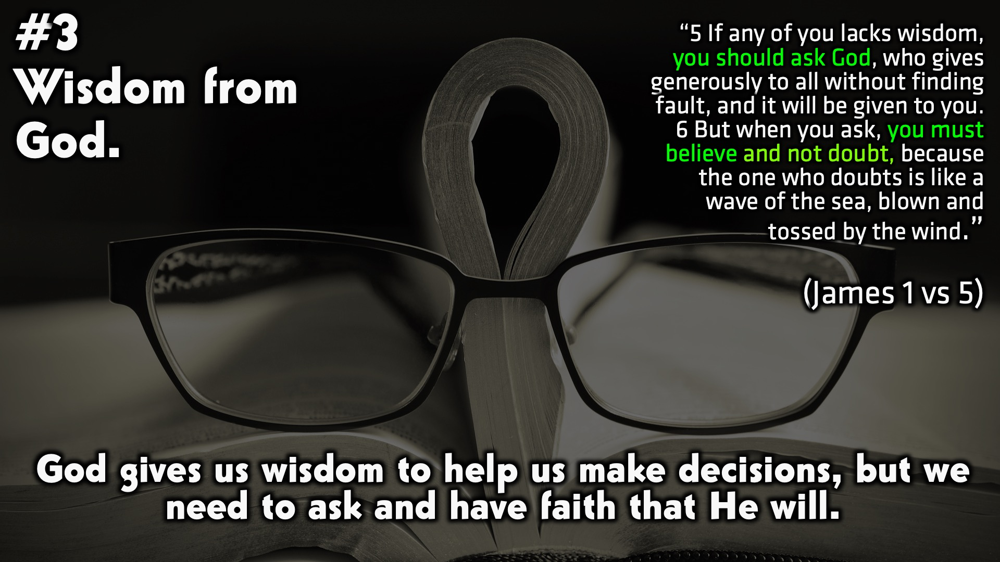 #3
Wisdom from
God.
“5 If any of you lacks wisdom,
you should ask God, who gives
generously to all without finding
fault, and it will be given to you.
6 But when you ask, you must
believe and not doubt, because
the one who doubts is like a
wave of the sea, blown and
tossed by the wind.”
(James 1 vs 5)
God gives us wisdom to help us make decisions, but we
need to ask and have faith that He will.